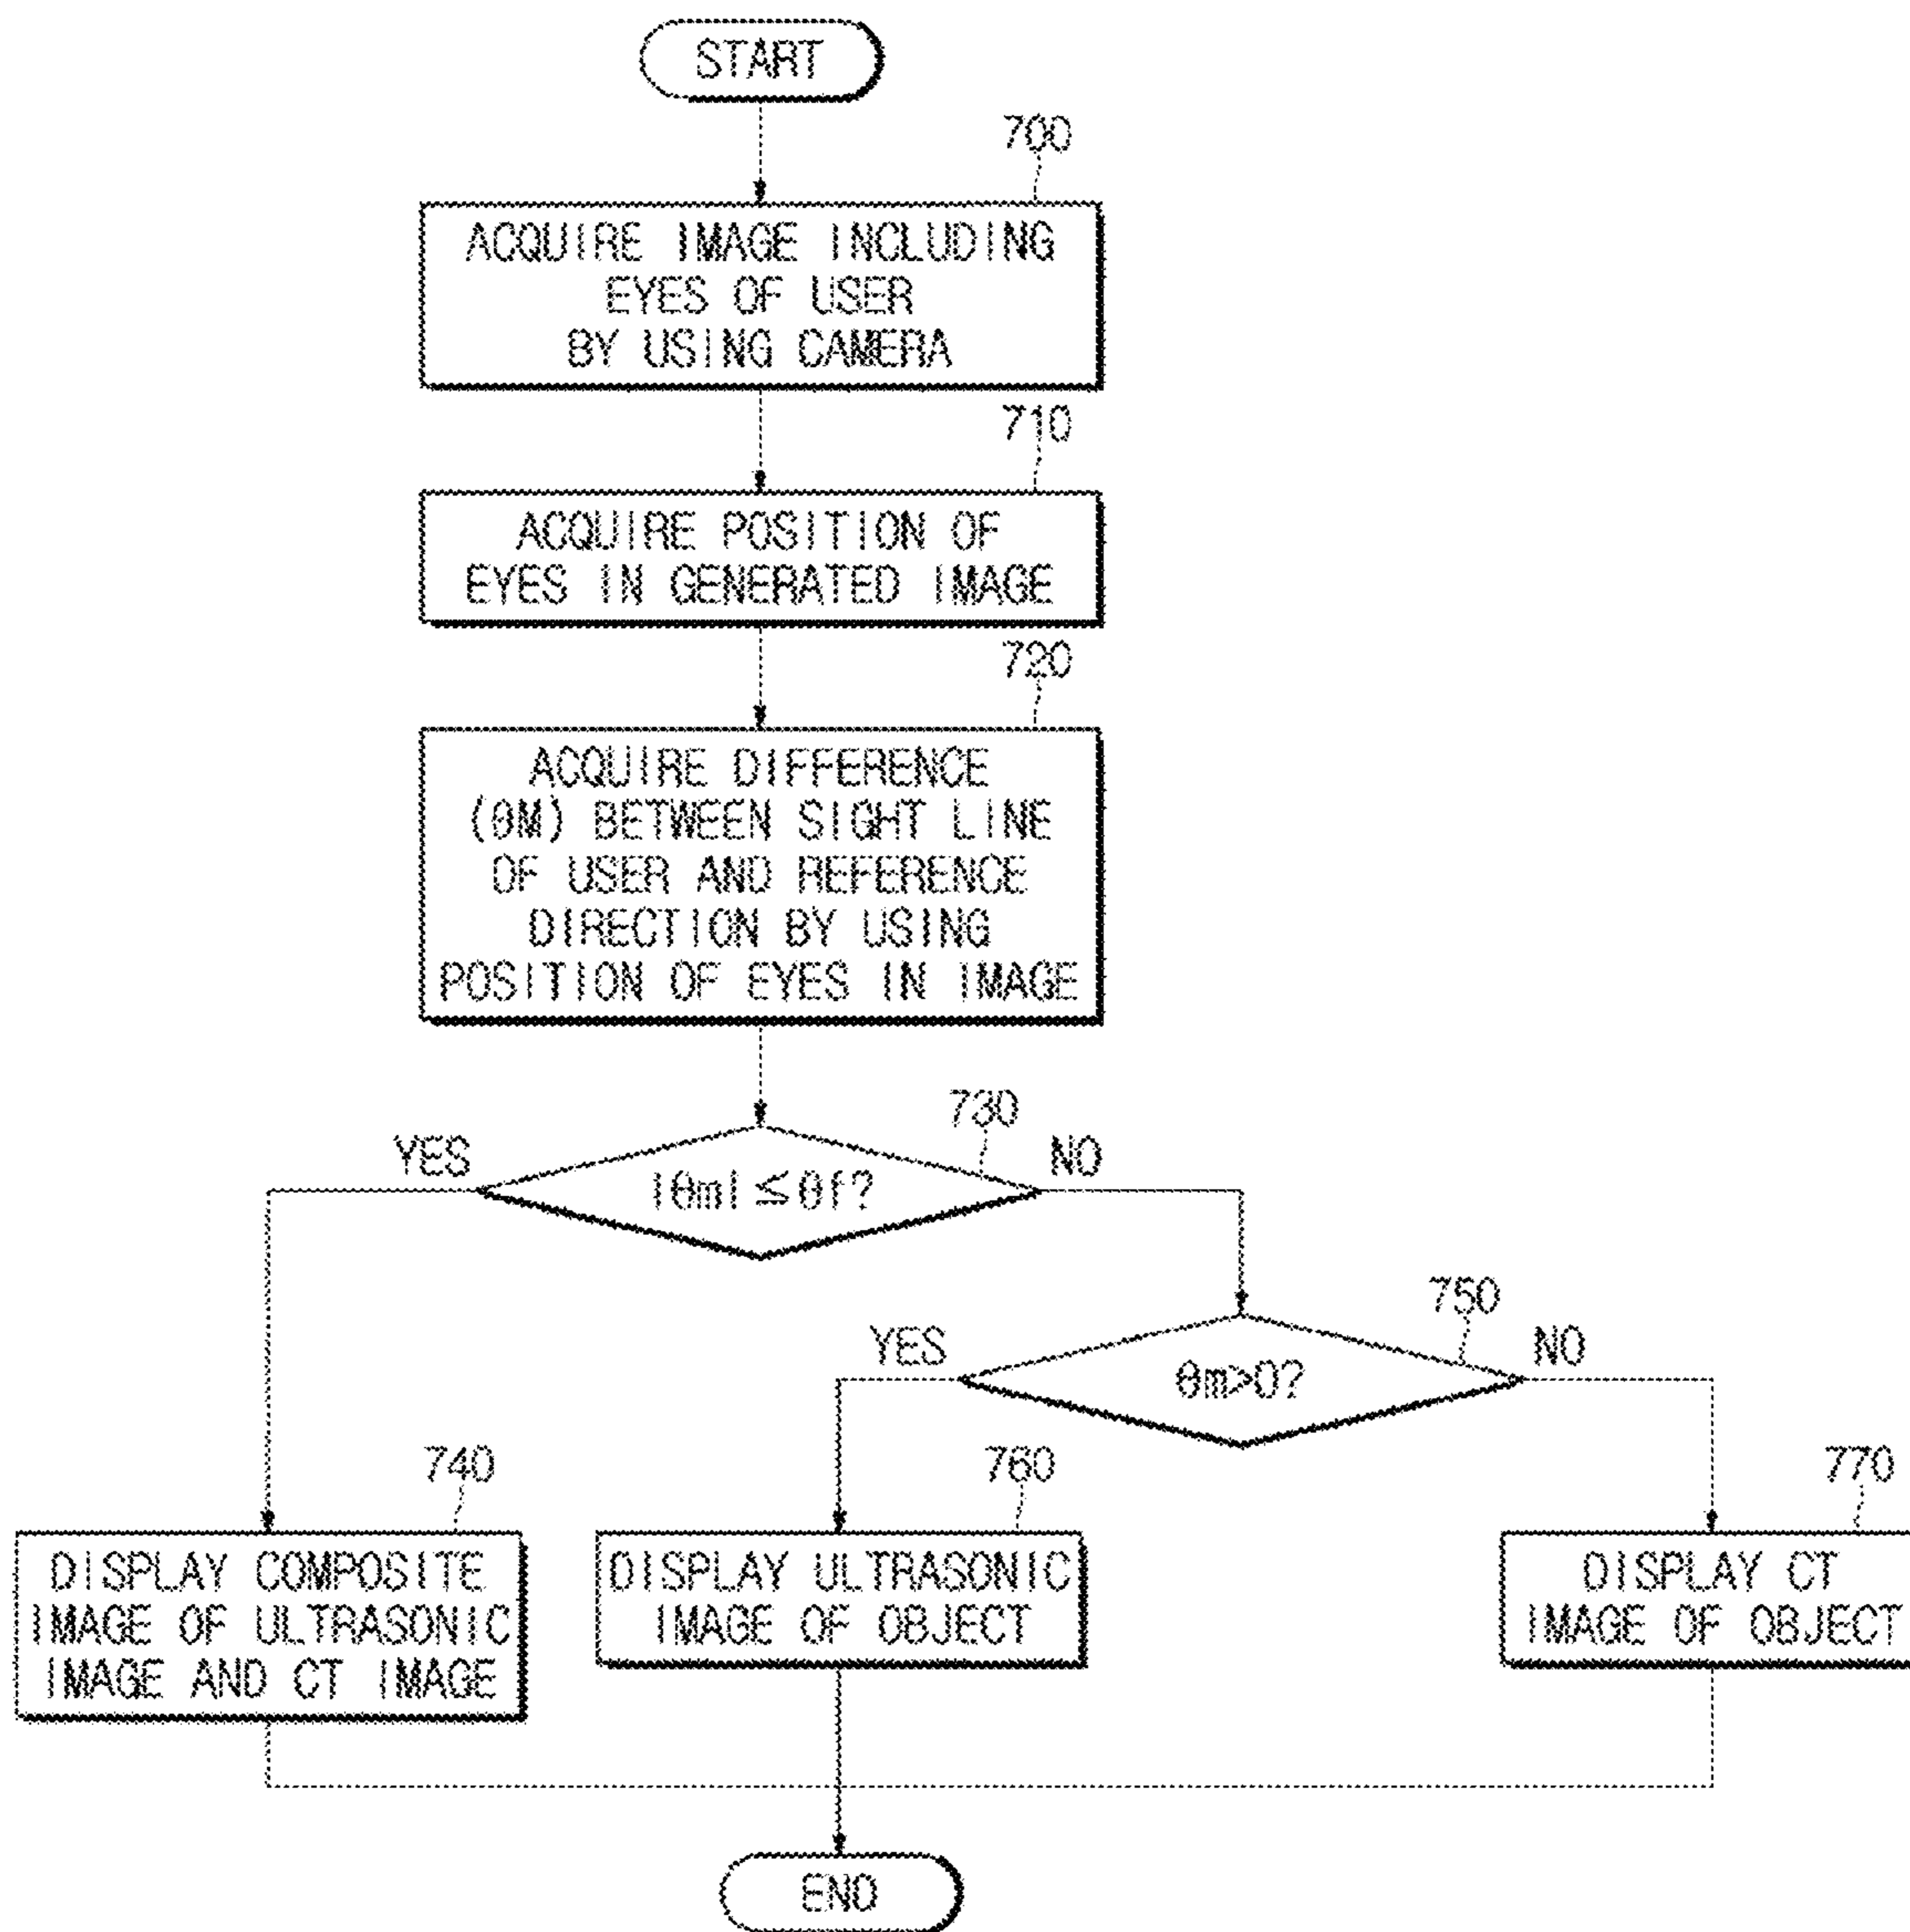 START
700
ACQUIRE IMAGE INCLUDING
EYES OF USER
BY USING CAMERA
710
ACQUIRE POSITION OF
EYES IN GENERATED IMAGE
720
ACQUIRE DIFFERENCE
(θM) BETWEEN SIGHT LINE
OF USER AND REFERENCE
DIRECTION BY USING
POSITION OF EYES IN IMAGE
730
YES
|θm| ≦ θf?
NO
750
YES
θm>0?
NO
740
DISPLAY COMPOSITE
IMAGE OF ULTRASONIC
IMAGE AND CT IMAGE
760
DISPLAY ULTRASONIC
IMAGE OF OBJECT
770
DISPLAY CT
IMAGE OF OBJECT
END